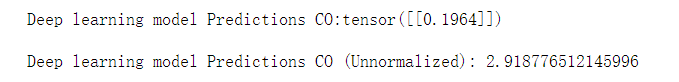 Deep learning model Predictions CO:tensor([[0.1964]])
Deep learning model Predictions CO (Unnormalized): 2.918776512145996